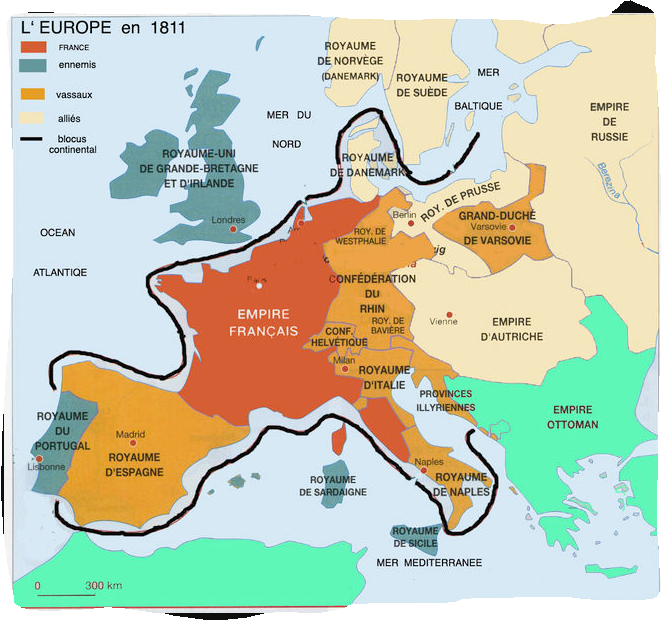 L' EUROPE en 1811
FRANCE
ennemis
vassaux
alliés
blocus
continental
ROYAUME
DE NORVÈGE
(DANEMARK)
ROYAUME
DE SUÈDE
MER
BALTIQUE
EMPIRE
DE
RUSSIE
Berezina
MER DU
NORD
ROYAUME-UNI
DE GRANDE-BRETAGNE
ET D'IRLANDE
Londres
ROYAUME
DE DANEMARK
ROY. DE PRUSSE
Berlin
GRAND-DUCHÉ
Varsovie
DE VARSOVIE
OCEAN
ATLANTIQE
ROY. DE
WESTPHALIE
CONFÉDÉRATION
DU
RHIN
ROY. DE
BAVIÈRE
EMPIRE
FRANÇAIS
CONF.
HELVÉTIQUE
Vienne
EMPIRE
D'AUTRICHE
Milan
ROYAUME
D'ITALIE
PROVINCES
ILLYRIENNES
EMPIRE
OTTOMAN
ROYAUME
DU
PORTUGAL
Lisbonne
Madrid
ROYAUME
D'ESPAGNE
Naples
ROYAUME
DE NAPLES
ROYAUME
DE SARDAIGNE
ROYAUME
DE SICILE
MER MEDITERRANEE
0 300 km